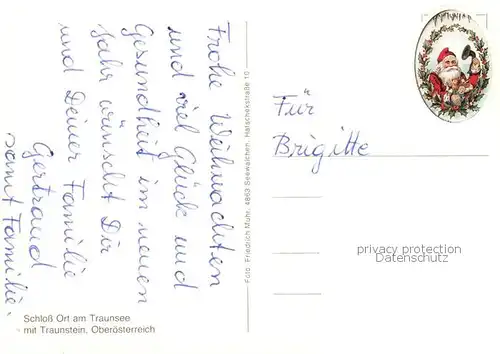 Frohe Weihnachten
und viel Glück und
Gesundheit im neuen
Jahr wünscht Dir
und Deiner Familie
Gertraud
samt Familie.
Schloß Ort am Traunsee
mit Traunstein, Oberösterreich
Foto: Friedrich Muhr, 4863 Seewalchen, Hatschekstraße 10
Für
Brigitte
privacy protection
Datenschutz